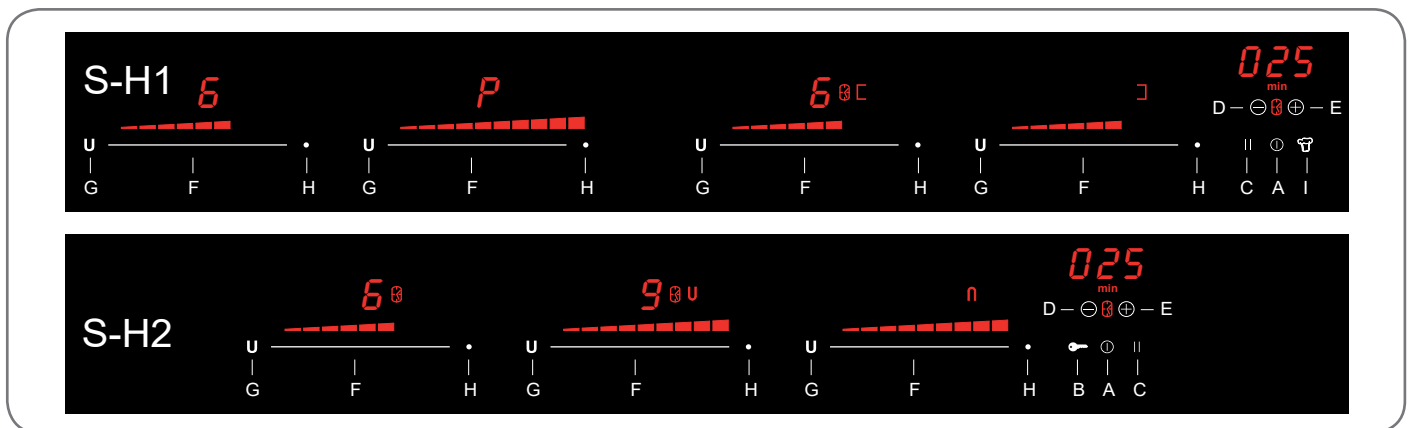 S-H1
6 P 6 025
min
D E
U U U U
G F H G F H G F H G F H C A I
S-H2
6 9 U 025
min
D E
U U U
G F H G F H G F H B A C